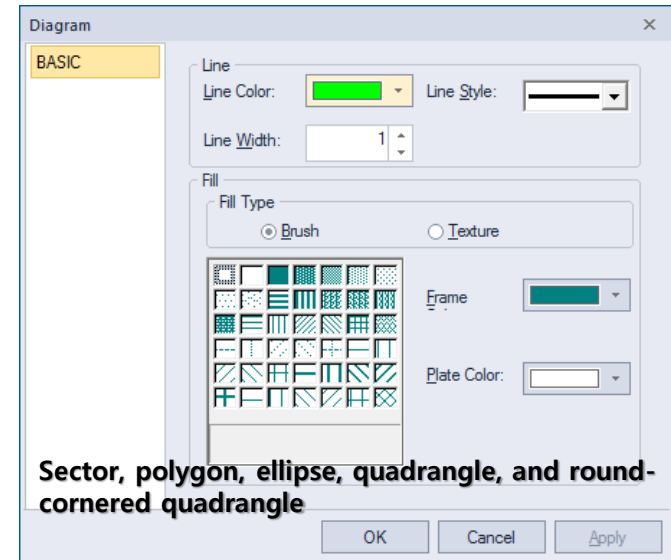 Diagram
BASIC
Line
Line Color:
Line Style:
Line Width:
1
Fill
Fill Type
Brush
Texture
Frame
Plate Color:
Sector, polygon, ellipse, quadrangle, and round-
cornered quadrangle
OK
Cancel
Apply